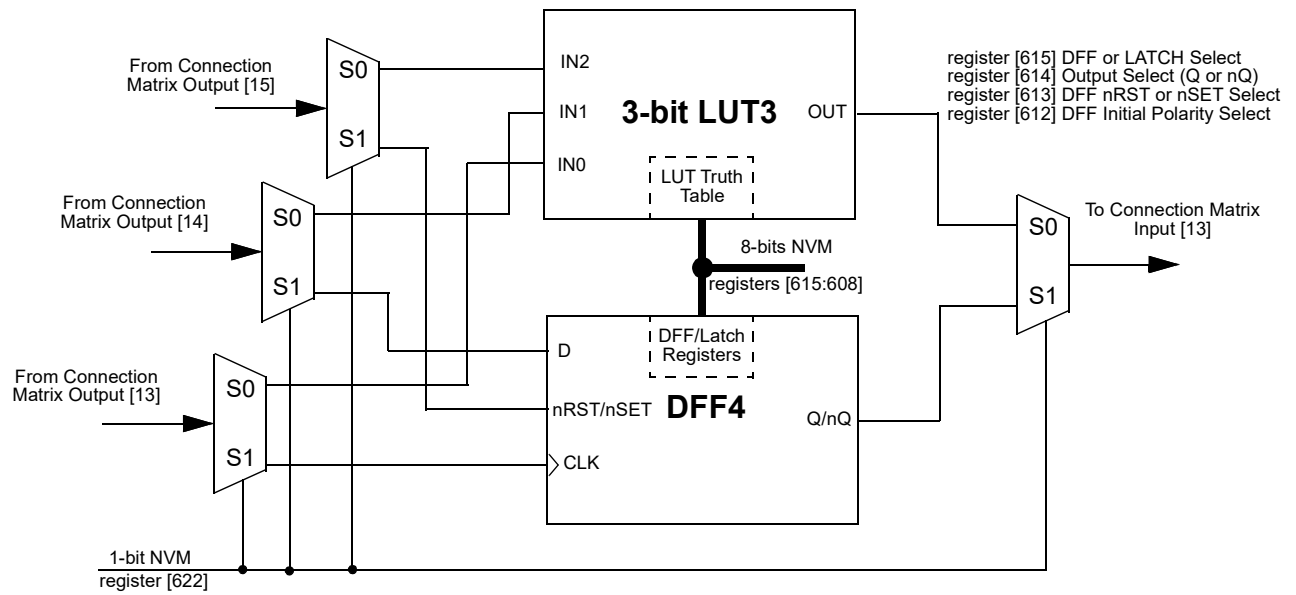 From Connection
Matrix Output [15]
S0
S1
IN2
IN1
IN0
3-bit LUT3
OUT
LUT Truth
Table
register [615] DFF or LATCH Select
register [614] Output Select (Q or nQ)
register [613] DFF nRST or nSET Select
register [612] DFF Initial Polarity Select
From Connection
Matrix Output [14]
S0
S1
8-bits NVM
registers [615:608]
S0
S1
To Connection Matrix
Input [13]
From Connection
Matrix Output [13]
S0
S1
D
nRST/nSET
CLK
DFF/Latch
Registers
DFF4
Q/nQ
1-bit NVM
register [622]